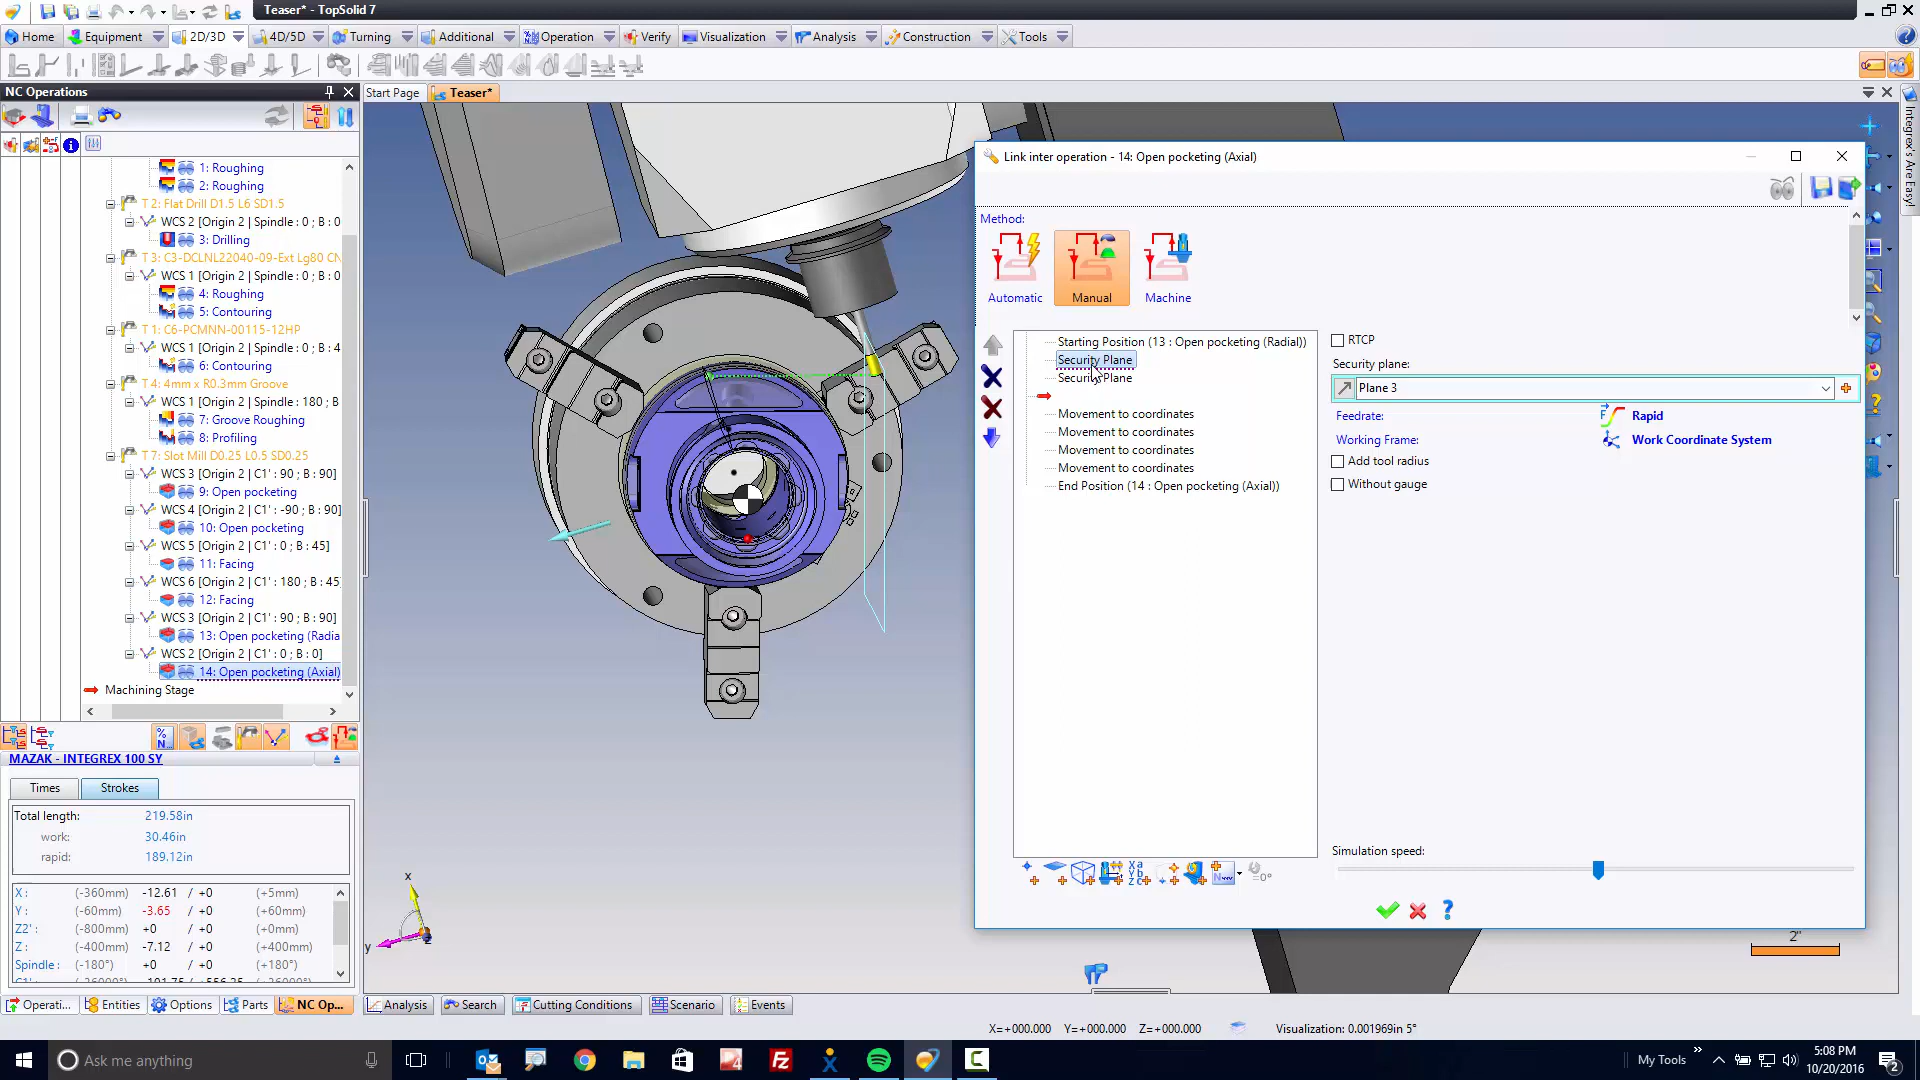 Teaser* - TopSolid 7
Home Equipment 2D/3D 4D/5D Turning Additional Operation Verify Visualization Analysis Construction Tools
NC Operations
Start Page Teaser*
1: Roughing
2: Roughing
T 2: Flat Drill D1.5 L6 SD1.5
WCS 2 [Origin 2 | Spindle : 0 ; B : 0
3: Drilling
T 3: C3-DCLNL22040-09-Ext Lg80 CN
WCS 1 [Origin 2 | Spindle : 0 ; B : 0
4: Roughing
5: Contouring
T 1: C6-PCMNN-00115-12HP
WCS 1 [Origin 2 | Spindle : 0 ; B : 4
6: Contouring
T 4: 4mm x R0.3mm Groove
WCS 1 [Origin 2 | Spindle : 180 ; B
7: Groove Roughing
8: Profiling
T 7: Slot Mill D0.25 L0.5 SD0.25
WCS 3 [Origin 2 | C1' : 90 ; B : 90]
9: Open pocketing
WCS 4 [Origin 2 | C1' : -90 ; B : 90]
10: Open pocketing
WCS 5 [Origin 2 | C1' : 0 ; B : 45]
11: Facing
WCS 6 [Origin 2 | C1' : 180 ; B : 45
12: Facing
WCS 3 [Origin 2 | C1' : 90 ; B : 90]
13: Open pocketing (Radia
WCS 2 [Origin 2 | C1' : 0 ; B : 0]
14: Open pocketing (Axial)
Machining Stage
MAZAK - INTEGREX 100 SY
Times Strokes
Total length: 219.58in
work: 30.46in
rapid: 189.12in
X : (-360mm) -12.61 / +0 (+5mm)
Y : (-60mm) -3.65 / +0 (+60mm)
Z2' : (-800mm) +0 / +0 (+0mm)
Z : (-400mm) -7.12 / +0 (+400mm)
Spindle : (-180°) +0 / +0 (+180°)
Operati... Entities Options Parts NC Op...
x
y
Link inter operation - 14: Open pocketing (Axial)
Method:
Automatic Manual Machine
Starting Position (13 : Open pocketing (Radial))
Security Plane
Security Plane
Movement to coordinates
Movement to coordinates
Movement to coordinates
Movement to coordinates
End Position (14 : Open pocketing (Axial))
RTCP
Security plane:
Plane 3
Feedrate: Rapid
Working Frame: Work Coordinate System
Add tool radius
Without gauge
Simulation speed:
2"
Integrex's Are Easy!
Analysis Search Cutting Conditions Scenario Events
X=+000.000 Y=+000.000 Z=+000.000 Visualization: 0.001969in 5°
Ask me anything
My Tools
5:08 PM
10/20/2016